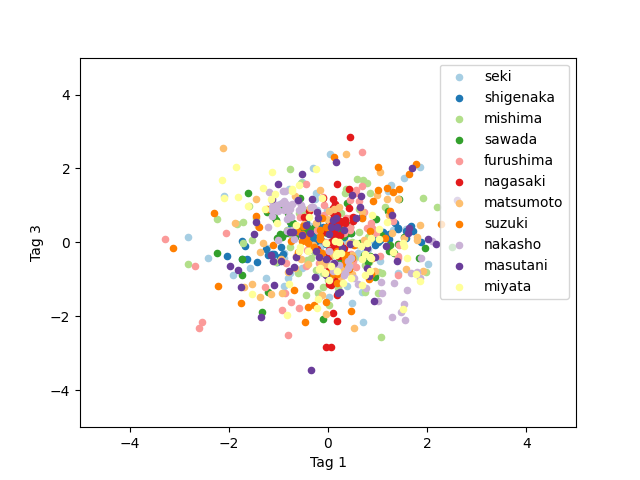 seki
shigenaka
mishima
sawada
furushima
nagasaki
matsumoto
suzuki
nakasho
masutani
miyata
4
2
0
−2
−4
Tag 3
−4 −2 0 2 4
Tag 1